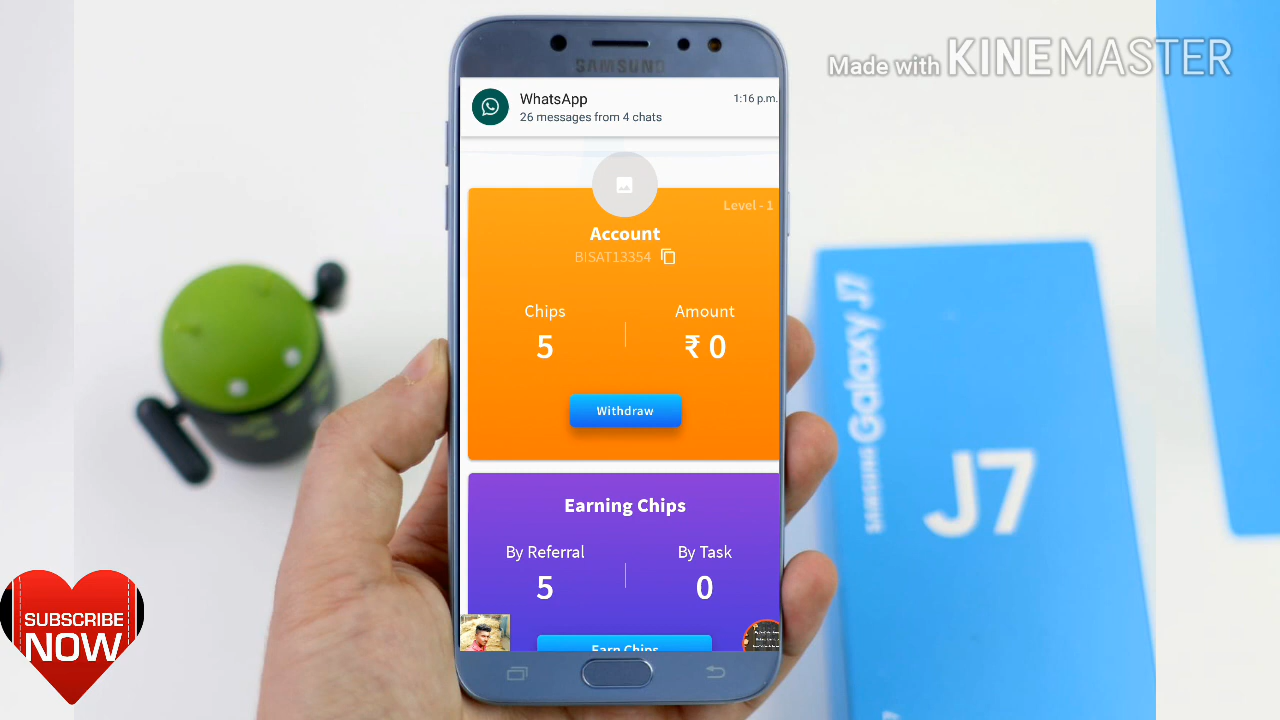 Made with KINEMASTER
SAMSUNG
WhatsApp
1:16 p.m.
26 messages from 4 chats
Level - 1
Account
BISAT13354
Chips
Amount
5
₹ 0
Withdraw
Earning Chips
By Referral
By Task
5
0
Earn Chips
SAMSUNG Galaxy J7
J7
SUBSCRIBE
NOW